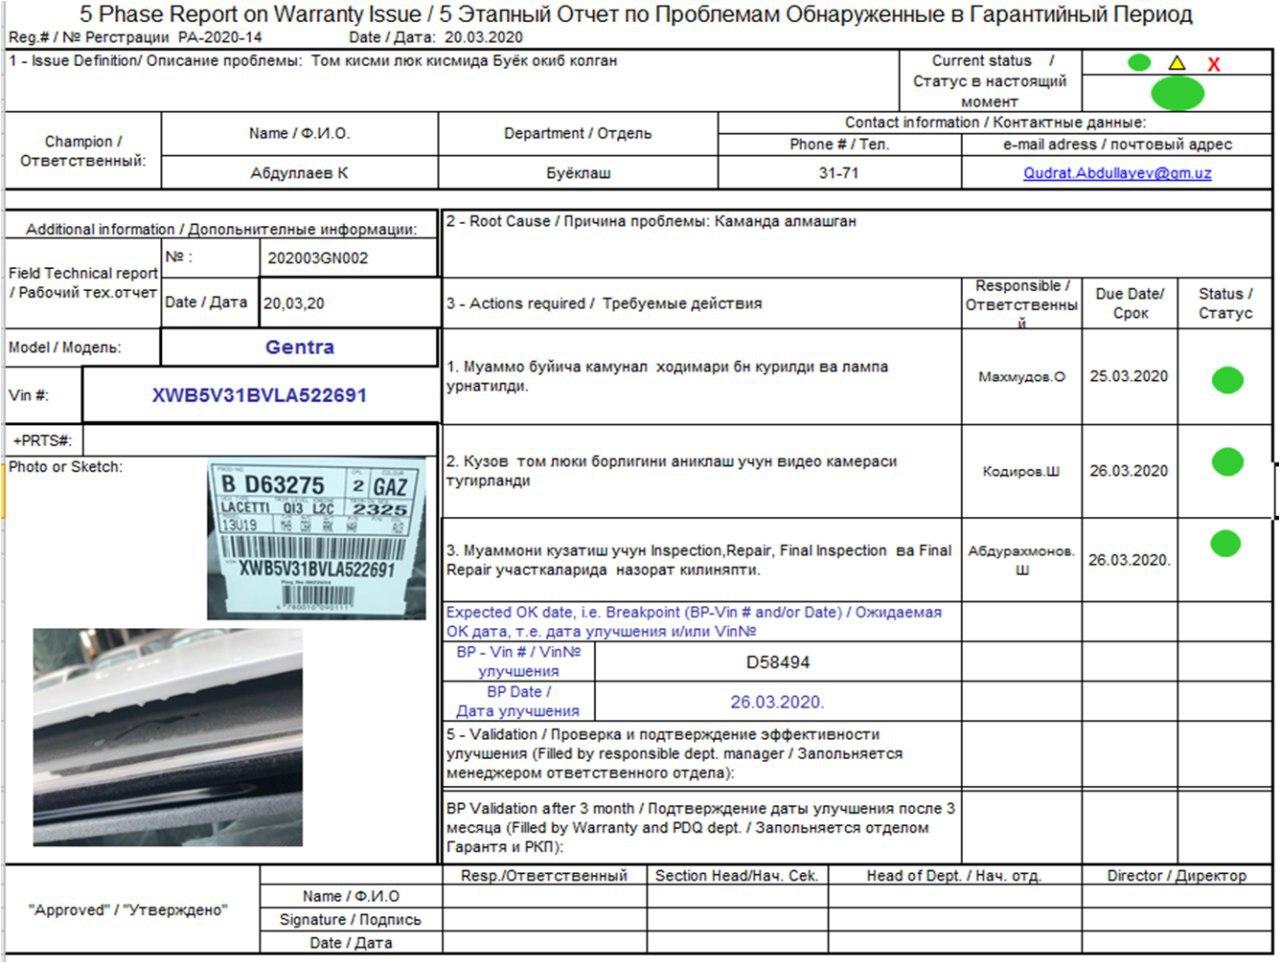 5 Phase Report on Warranty Issue / 5 Этапный Отчет по Проблемам Обнаруженные в Гарантийный Период
Reg.# / № Регстрации PA-2020-14 Date / Дата: 20.03.2020
1 - Issue Definition/ Описание проблемы: Том кисми люк кисмида Буёк окиб колган
Current status /
Статус в настоящий
момент
X
Champion /
Ответственный:
Name / Ф.И.О.
Department / Отдель
Contact information / Контактные данные:
Phone # / Тел.
e-mail adress / почтовый адрес
Абдуллаев К
Буёклаш
31-71
Qudrat.Abdullayev@gm.uz
Additional information / Допольнителные информации:
Field Technical report
/ Рабочий тех.отчет
№ :
202003GN002
Date / Дата
20,03,20
Model / Модель:
Gentra
Vin #:
XWB5V31BVLA522691
+PRTS#:
Photo or Sketch:
B D63275
2
COLOUR
GAZ
LACETTI QI3 L2C
2325
13U19
XWB5V31BVLA522691
2 - Root Cause / Причина проблемы: Каманда алмашган
3 - Actions required / Требуемые действия
Responsible /
Ответственны
й
Due Date/
Срок
Status /
Статус
1. Муаммо буйича камунал ходимари бн курилди ва лампа
урнатилди.
Махмудов.О
25.03.2020
2. Кузов том люки борлигини аниклаш учун видео камераси
тугирланди
Кодиров.Ш
26.03.2020
3. Муаммони кузатиш учун Inspection,Repair, Final Inspection ва Final
Repair участкаларида назорат килиняпти.
Абдурахмонов.
Ш
26.03.2020.
Expected OK date, i.e. Breakpoint (BP-Vin # and/or Date) / Ожидаемая
OK дата, т.е. дата улучшения и/или Vin№
BP - Vin # / Vin№
улучшения
D58494
BP Date /
Дата улучшения
26.03.2020.
5 - Validation / Проверка и подтверждение эффективности
улучшения (Filled by responsible dept. manager / Запольняется
менеджером ответственного отдела):
BP Validation after 3 month / Подтверждение даты улучшения после 3
месяца (Filled by Warranty and PDQ dept. / Запольняется отделом
Гарантя и РКП):
"Approved" / "Утверждено"
Resp./Ответственный
Section Head/Нач. Сек.
Head of Dept. / Нач. отд.
Director / Директор
Name / Ф.И.О
Signature / Подпись
Date / Дата